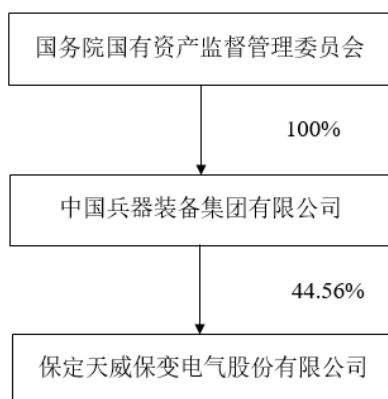 国务院国有资产监督管理委员会
100%
中国兵器装备集团有限公司
44.56%
保定天威保变电气股份有限公司